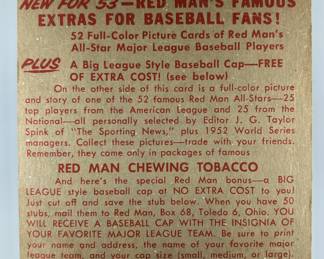 NEW FOR '53—RED MAN'S FAMOUS
EXTRAS FOR BASEBALL FANS!
52 Full-Color Picture Cards of Red Man's
All-Star Major League Baseball Players
PLUS A Big League Style Baseball Cap—FREE
OF EXTRA COST! (see below)
On the other side of this card is a full-color picture
and story of one of the 52 famous Red Man All-Stars—25
top players from the American League and 25 from the
National—all personally selected by Editor J. G. Taylor
Spink of "The Sporting News," plus 1952 World Series
managers. Collect these pictures—trade with your friends.
Remember, they came only in packages of famous
RED MAN CHEWING TOBACCO
And here's the special Red Man bonus—a BIG
LEAGUE style baseball cap at NO EXTRA COST to you!
Just cut off and save the stub below. When you have 50
stubs, mail them to Red Man, Box 68, Toledo 6, Ohio. YOU
WILL RECEIVE A BASEBALL CAP WITH THE INSIGNIA OF
YOUR FAVORITE MAJOR LEAGUE TEAM. Be sure to print
your name and address, the name of your favorite major
league team, and your cap size (small, medium, or large).